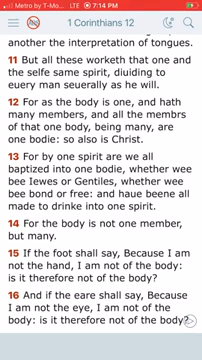 Metro by T-Mo... 7:14 PM
1 Corinthians 12
another the interpretation of tongues.
11 But all these worketh that one and
the selfe same spirit, diuiding to
euery man seuerally as he will.
12 For as the body is one, and hath
many members, and all the membrs
of that one body, being many, are
one bodie: so also is Christ.
13 For by one spirit are we all
baptized into one bodie, whether wee
bee Iewes or Gentiles, whether wee
bee bond or free: and haue beene all
made to drinke into one spirit.
14 For the body is not one member,
but many.
15 If the foot shall say, Because I am
not the hand, I am not of the body:
is it therefore not of the body?
16 And if the eare shall say, Because
I am not the eye, I am not of the
body: is it therefore not of the body?